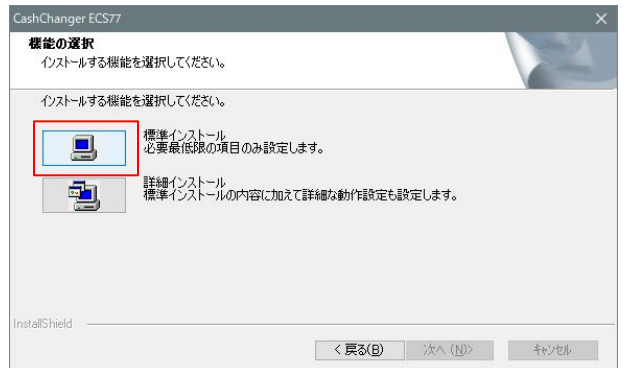 CashChanger ECS77
機能の選択
インストールする機能を選択してください。
インストールする機能を選択してください。
標準インストール
必要最低限の項目のみ設定します。
詳細インストール
標準インストールの内容に加えて詳細な動作設定も設定します。
InstallShield
< 戻る(B)
次へ (N)>
キャンセル